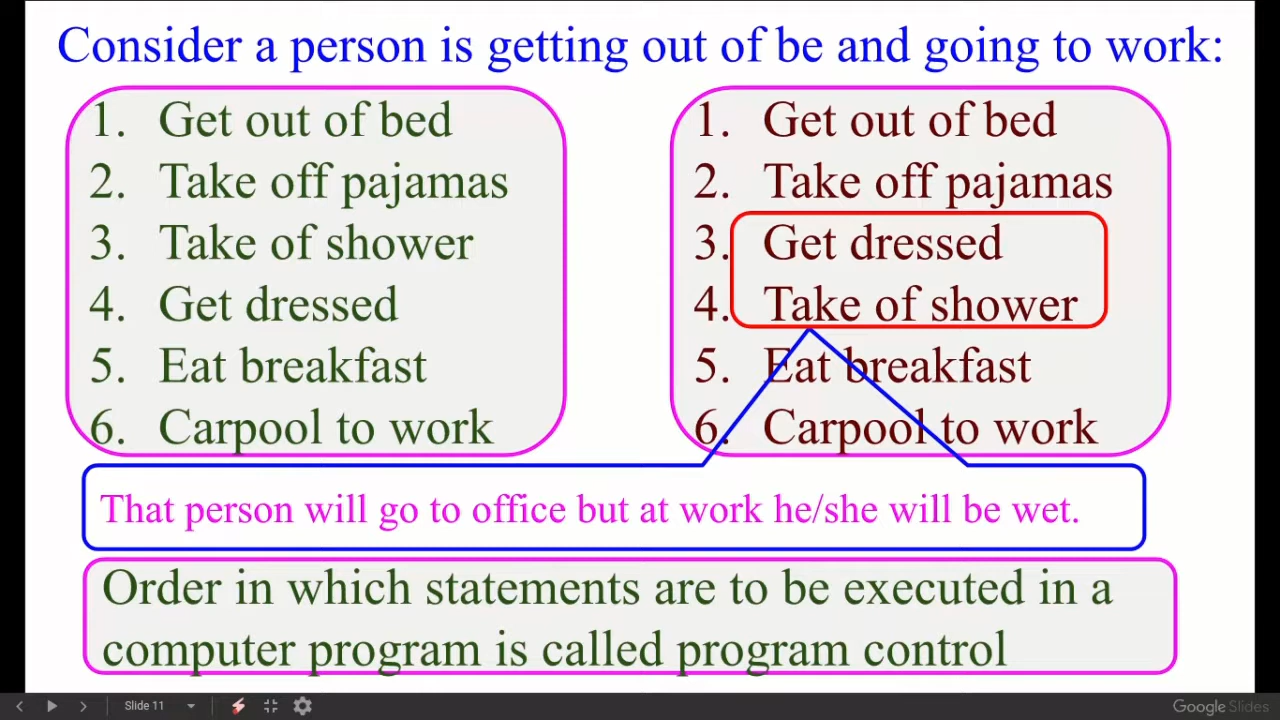 Consider a person is getting out of be and going to work:
1. Get out of bed
2. Take off pajamas
3. Take of shower
4. Get dressed
5. Eat breakfast
6. Carpool to work
1. Get out of bed
2. Take off pajamas
3. Get dressed
4. Take of shower
5. Eat breakfast
6. Carpool to work
That person will go to office but at work he/she will be wet.
Order in which statements are to be executed in a
computer program is called program control
Slide 11
Google Slides